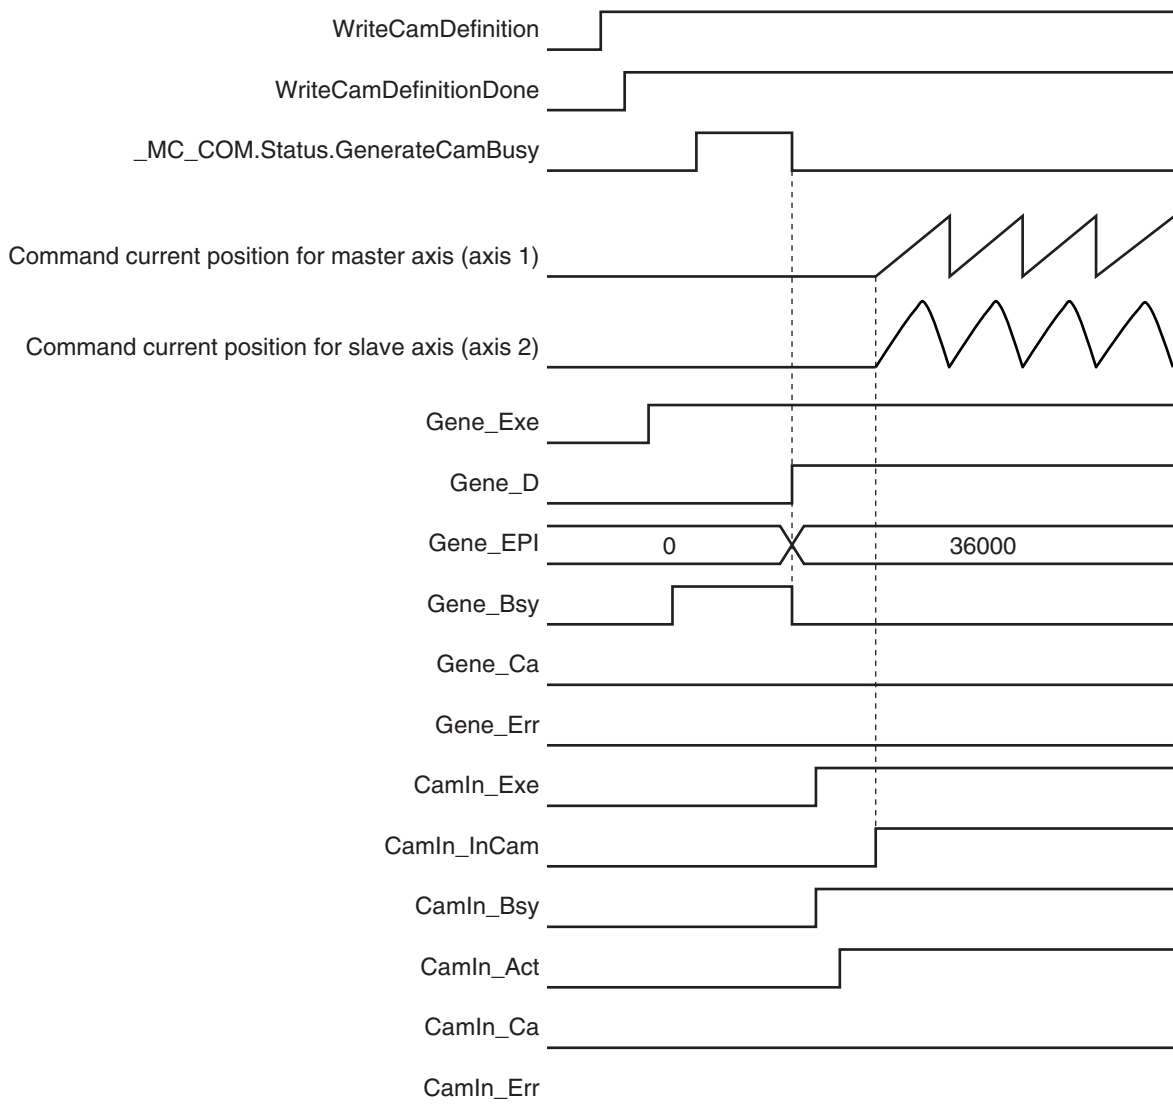 WriteCamDefinition
WriteCamDefinitionDone
_MC_COM.Status.GenerateCamBusy
Command current position for master axis (axis 1)
Command current position for slave axis (axis 2)
Gene_Exe
Gene_D
Gene_EPI 0 36000
Gene_Bsy
Gene_Ca
Gene_Err
CamIn_Exe
CamIn_InCam
CamIn_Bsy
CamIn_Act
CamIn_Ca
CamIn_Err